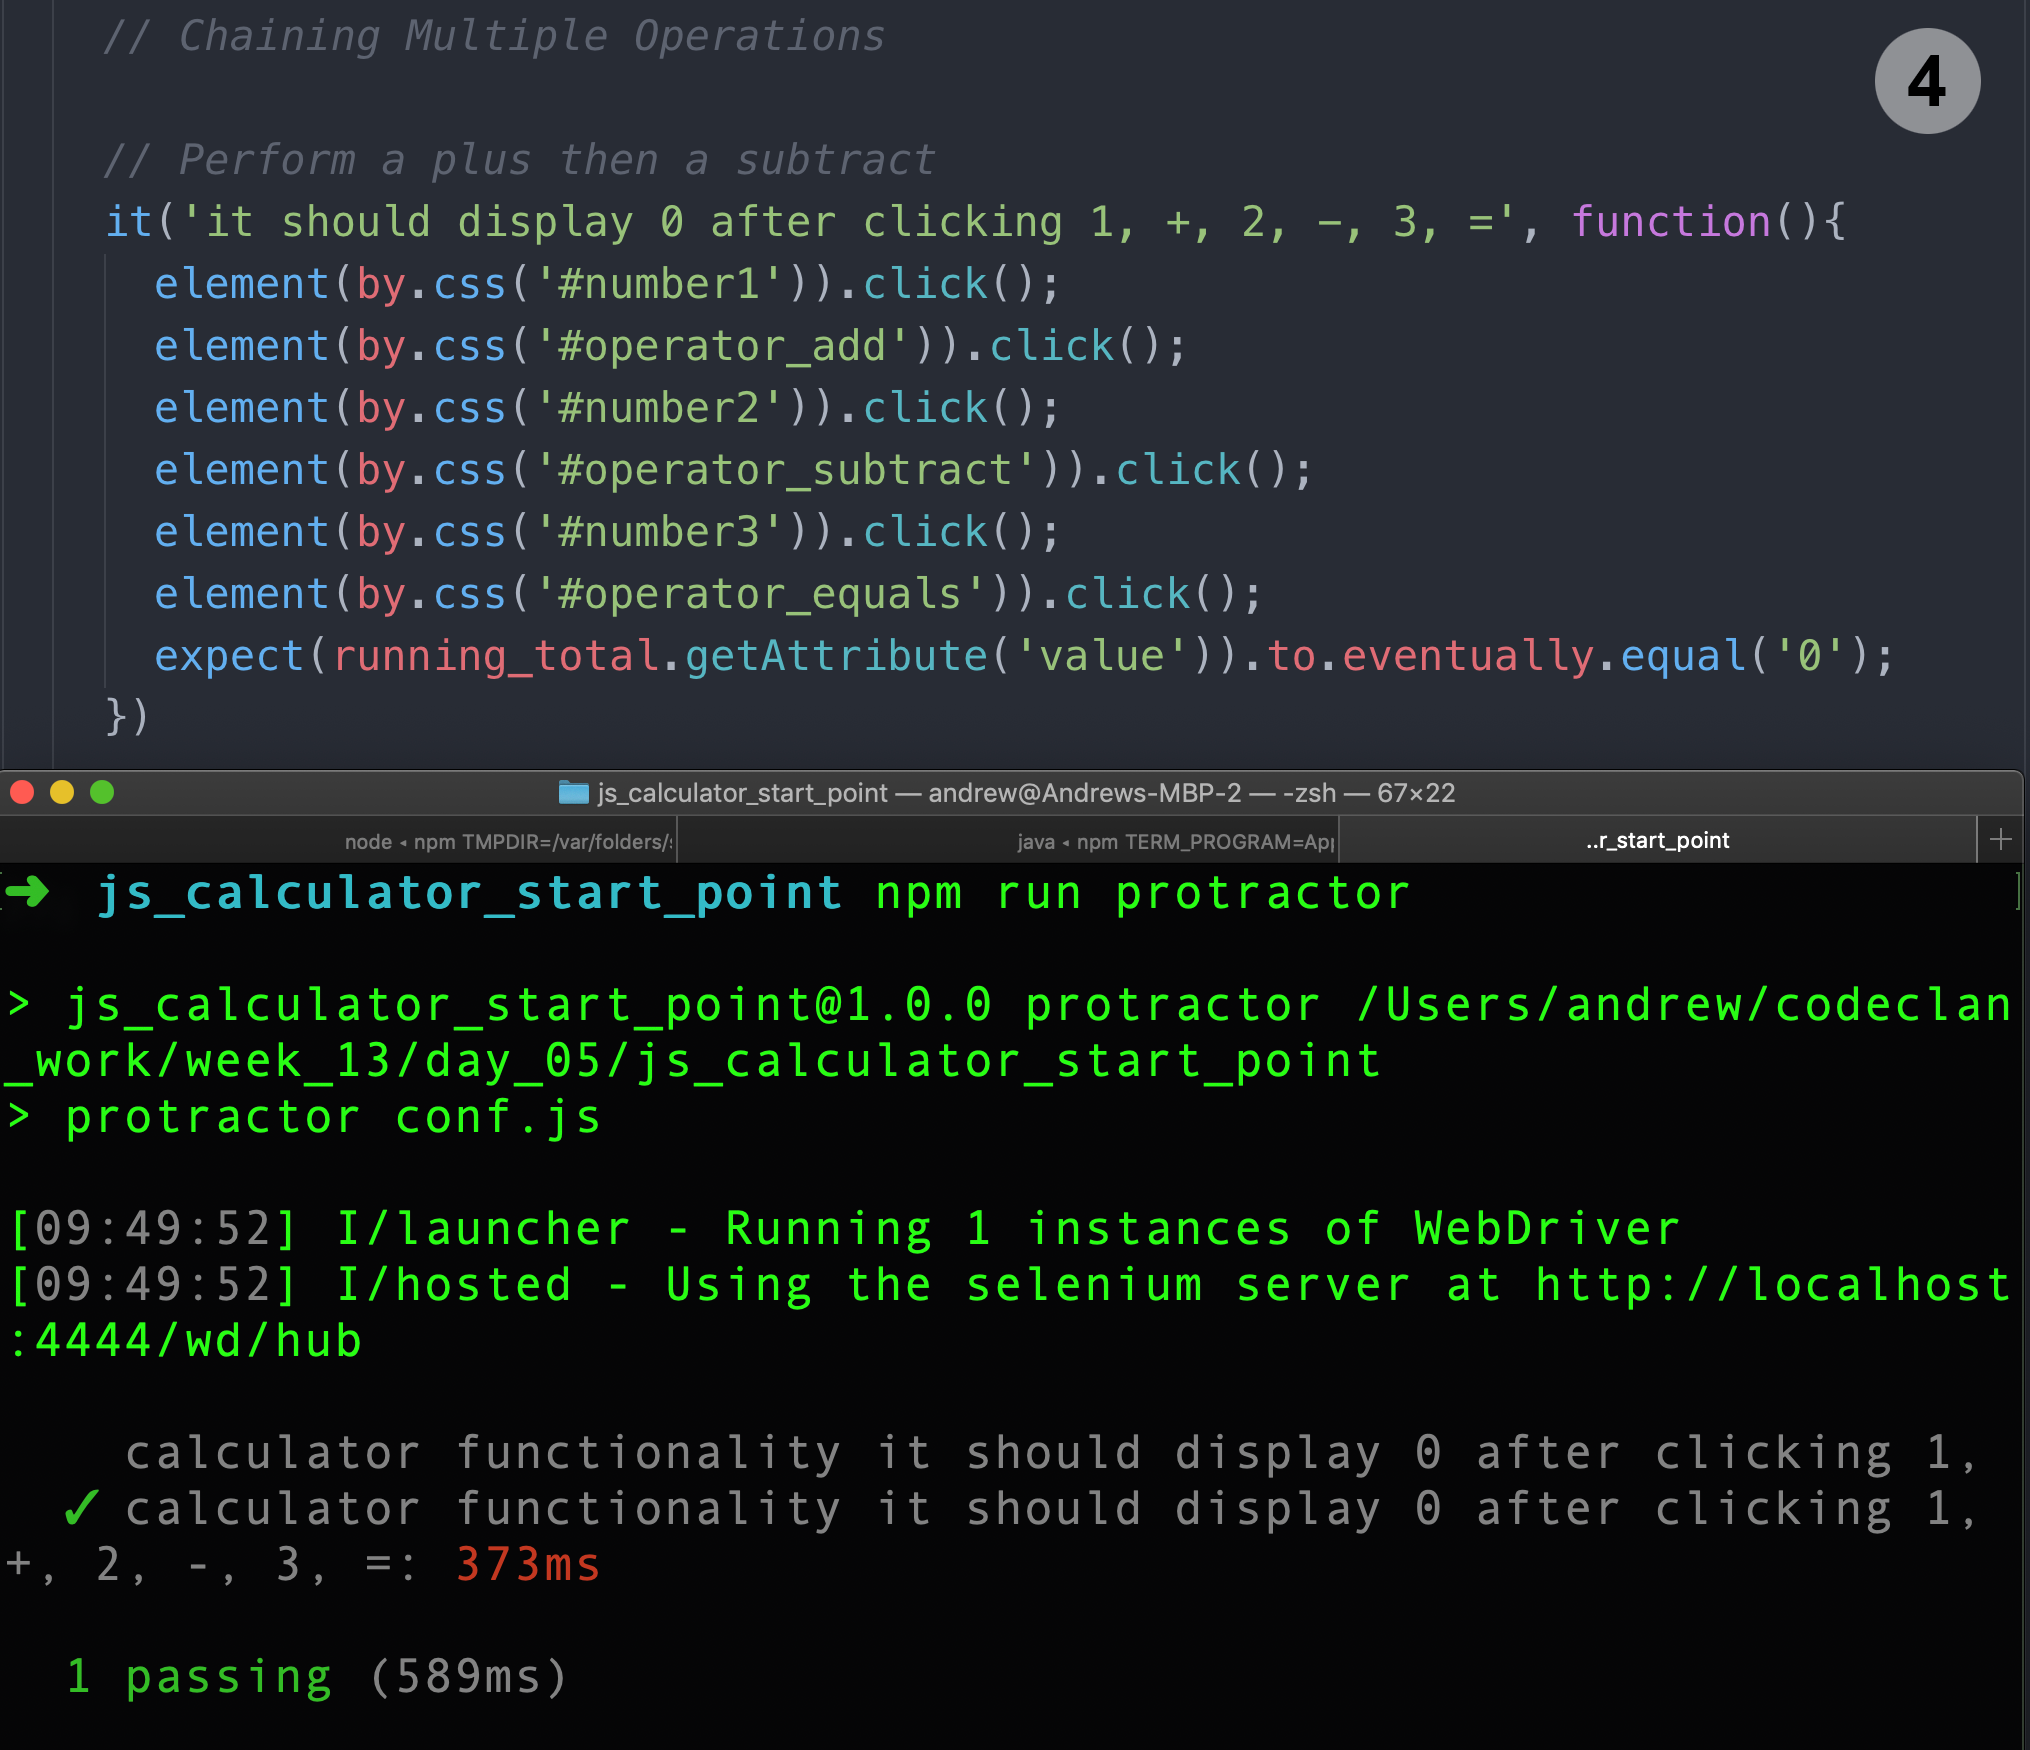 // Chaining Multiple Operations
4
// Perform a plus then a subtract
it('it should display 0 after clicking 1, +, 2, -, 3, =', function(){
element(by.css('#number1')).click();
element(by.css('#operator_add')).click();
element(by.css('#number2')).click();
element(by.css('#operator_subtract')).click();
element(by.css('#number3')).click();
element(by.css('#operator_equals')).click();
expect(running_total.getAttribute('value')).to.eventually.equal('0');
})
js_calculator_start_point — andrew@Andrews-MBP-2 — -zsh — 67×22
node ◂ npm TMPDIR=/var/folders/
java ◂ npm TERM_PROGRAM=App
..r_start_point
+
➜ js_calculator_start_point npm run protractor
> js_calculator_start_point@1.0.0 protractor /Users/andrew/codeclan
_work/week_13/day_05/js_calculator_start_point
> protractor conf.js
[09:49:52] I/launcher - Running 1 instances of WebDriver
[09:49:52] I/hosted - Using the selenium server at http://localhost
:4444/wd/hub
calculator functionality it should display 0 after clicking 1,
✓ calculator functionality it should display 0 after clicking 1,
+, 2, -, 3, =: 373ms
1 passing (589ms)